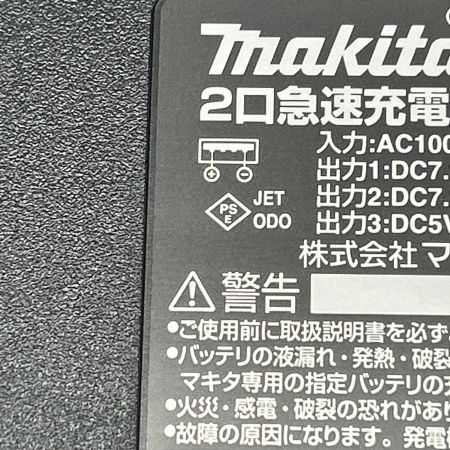 makita
2口急速充電
入力:AC100
出力1:DC7.
出力2:DC7.
出力3:DC5V
PS
E
JET
ODO
株式会社マ
警告
●ご使用前に取扱説明書を必ず
●バッテリの液漏れ・発熱・破裂
マキタ専用の指定バッテリの
●火災・感電・破裂の恐れがあり
●故障の原因になります。発電